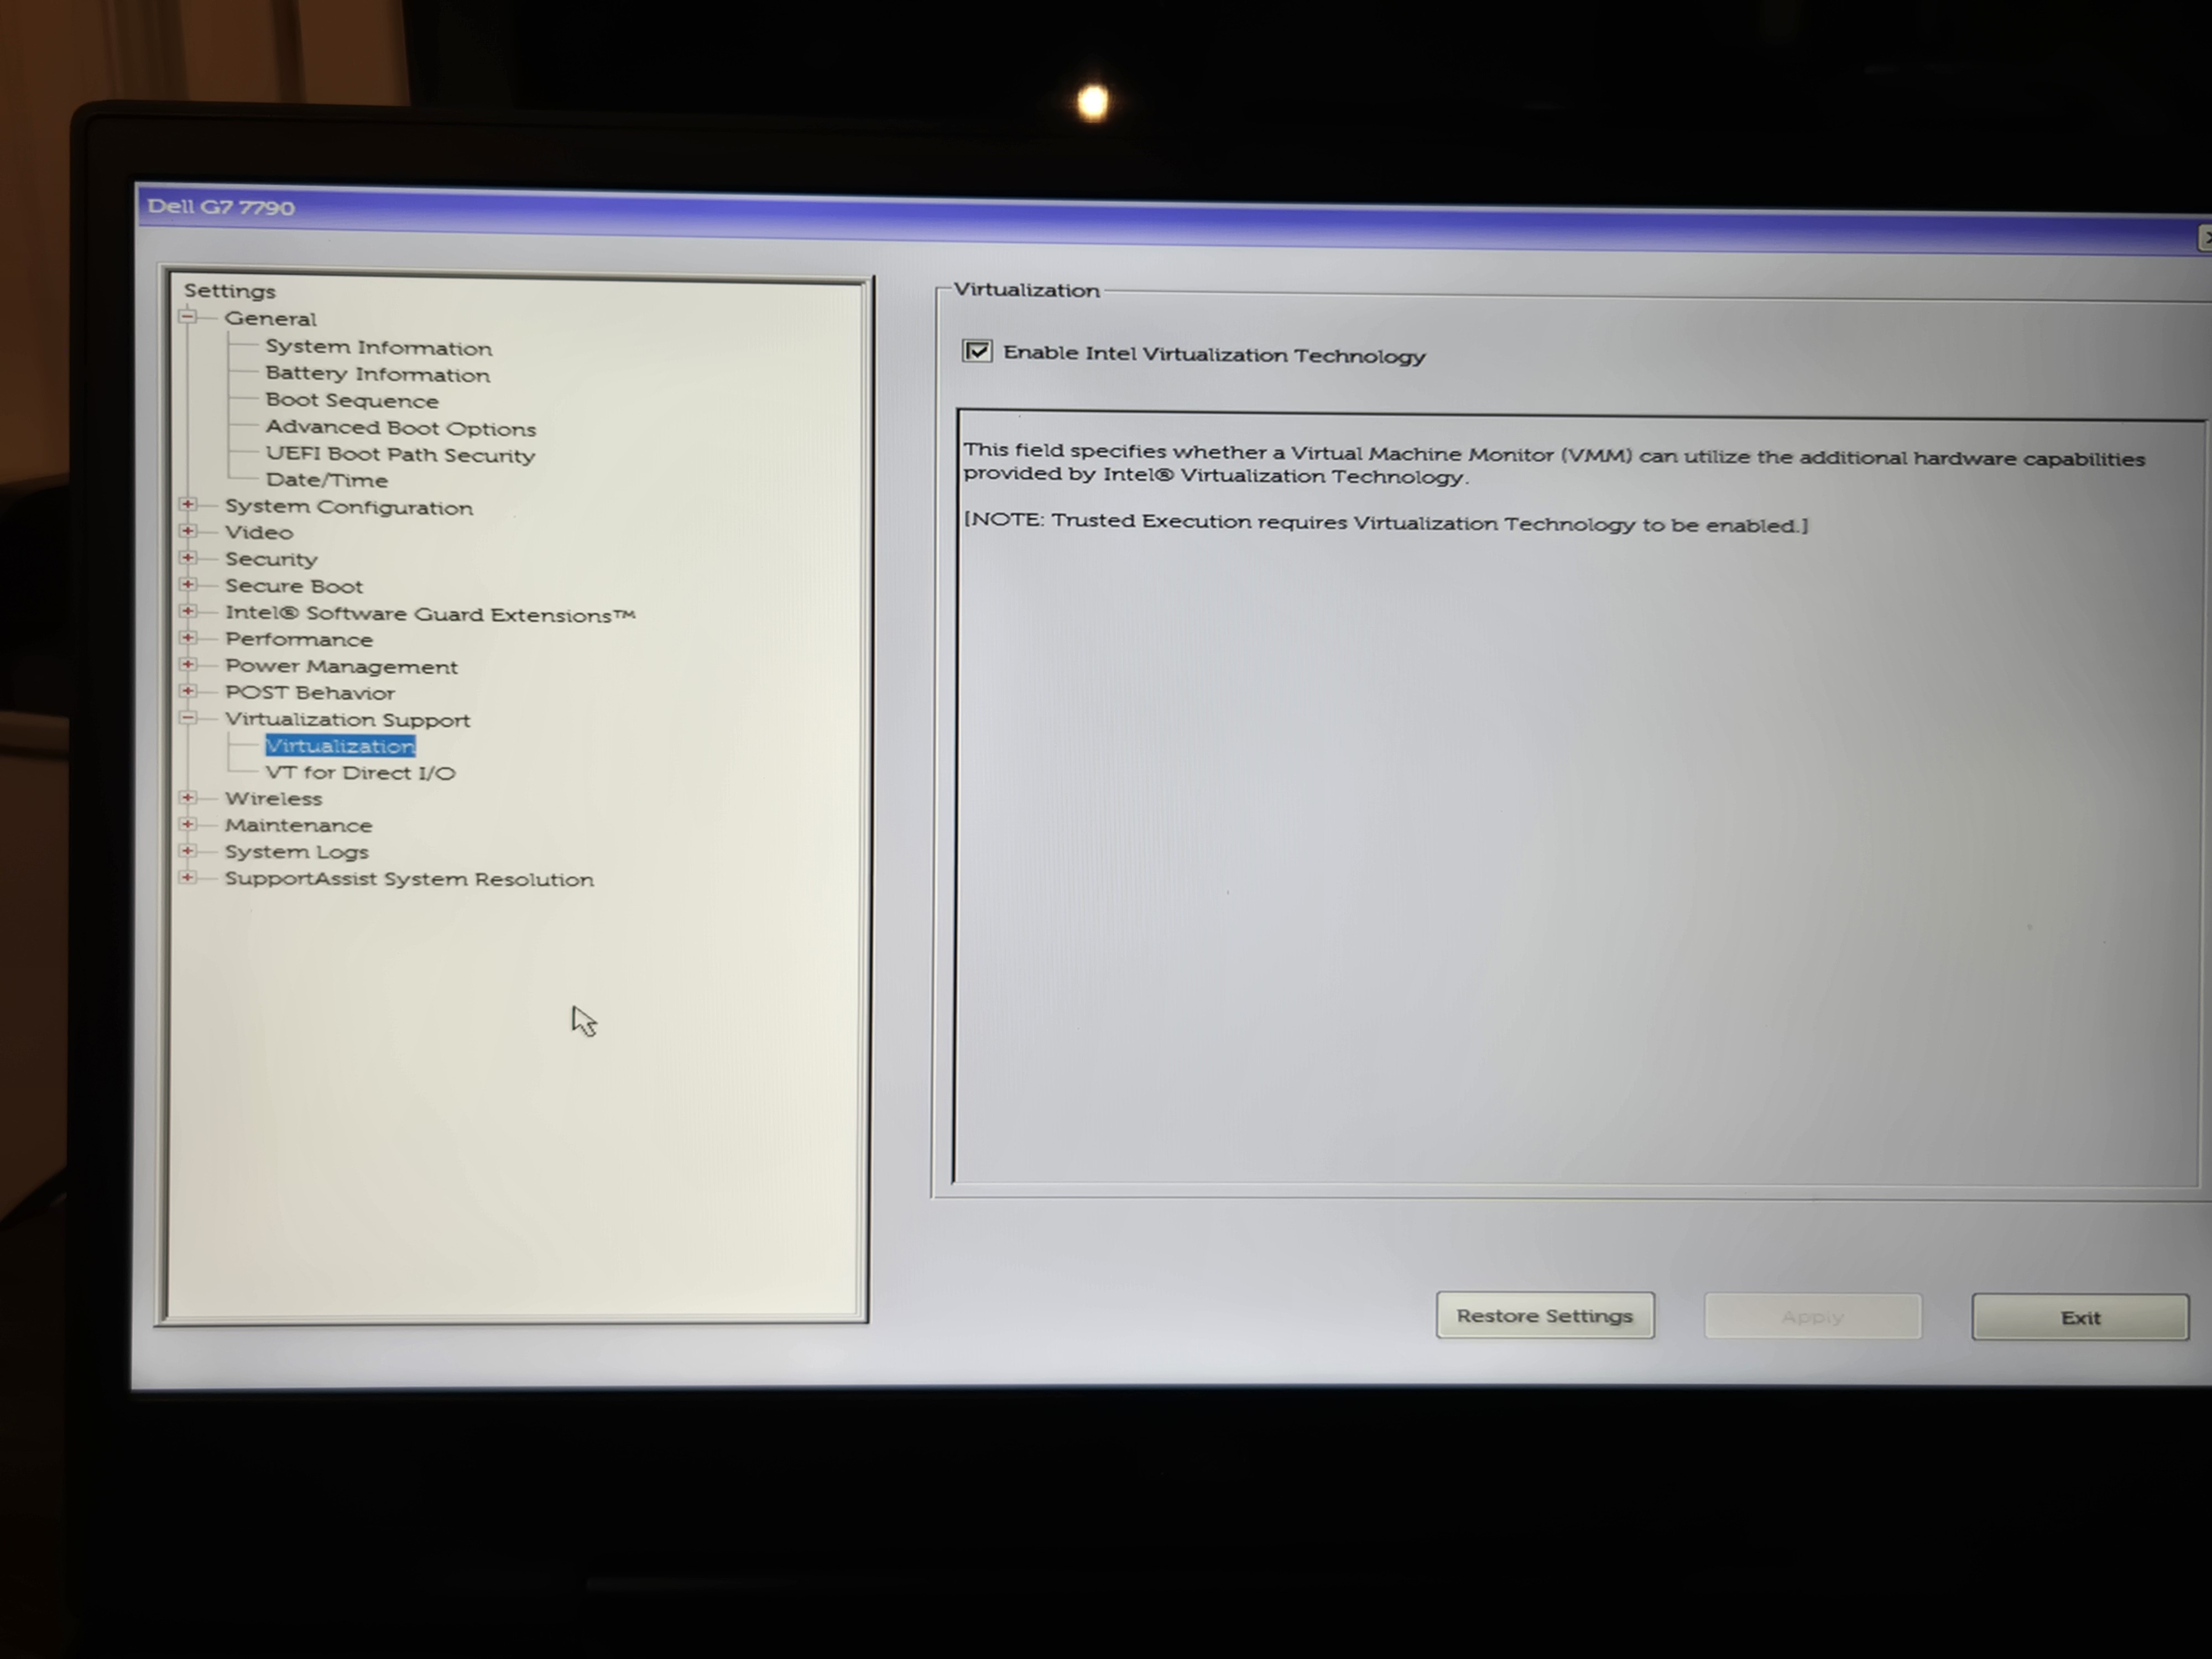 Dell G7 7790
Settings
General
System Information
Battery Information
Boot Sequence
Advanced Boot Options
UEFI Boot Path Security
Date/Time
System Configuration
Video
Security
Secure Boot
Intel® Software Guard Extensions™
Performance
Power Management
POST Behavior
Virtualization Support
Virtualization
VT for Direct I/O
Wireless
Maintenance
System Logs
SupportAssist System Resolution
Virtualization
Enable Intel Virtualization Technology
This field specifies whether a Virtual Machine Monitor (VMM) can utilize the additional hardware capabilities
provided by Intel® Virtualization Technology.
[NOTE: Trusted Execution requires Virtualization Technology to be enabled.]
Restore Settings
Apply
Exit